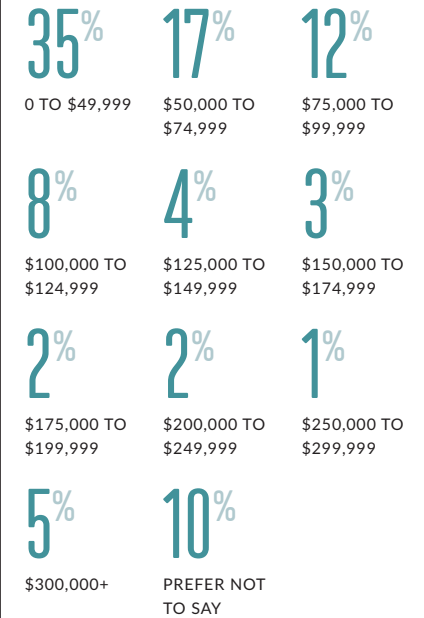 35%
0 TO $49,999
17%
$50,000 TO
$74,999
12%
$75,000 TO
$99,999
8%
$100,000 TO
$124,999
4%
$125,000 TO
$149,999
3%
$150,000 TO
$174,999
2%
$175,000 TO
$199,999
2%
$200,000 TO
$249,999
1%
$250,000 TO
$299,999
5%
$300,000+
10%
PREFER NOT
TO SAY